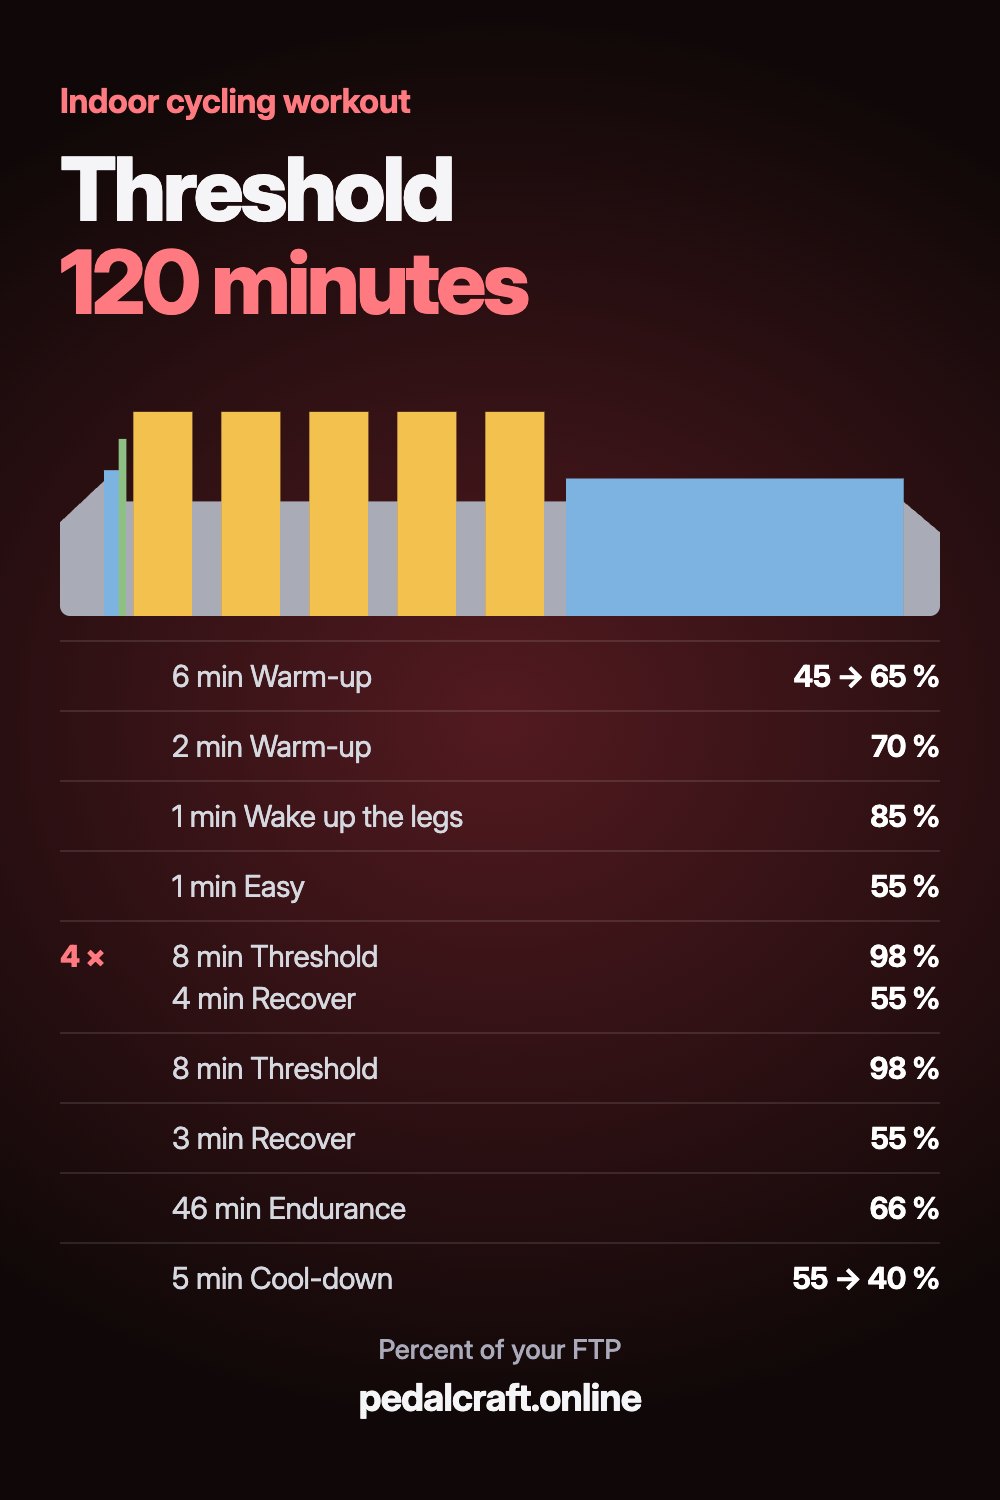 Indoor cycling workout
Threshold
120 minutes
6 min Warm-up 45 → 65 %
2 min Warm-up 70 %
1 min Wake up the legs 85 %
1 min Easy 55 %
4 × 8 min Threshold 98 %
4 min Recover 55 %
8 min Threshold 98 %
3 min Recover 55 %
46 min Endurance 66 %
5 min Cool-down 55 → 40 %
Percent of your FTP
pedalcraft.online